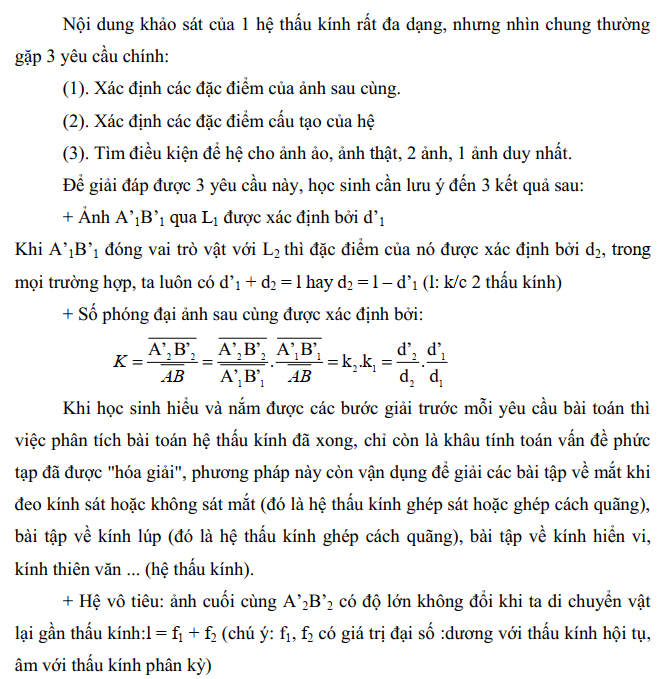 Nội dung khảo sát của 1 hệ thấu kính rất đa dạng, nhưng nhìn chung thường
gặp 3 yêu cầu chính:
(1). Xác định các đặc điểm của ảnh sau cùng.
(2). Xác định các đặc điểm cấu tạo của hệ
(3). Tìm điều kiện để hệ cho ảnh ảo, ảnh thật, 2 ảnh, 1 ảnh duy nhất.
Để giải đáp được 3 yêu cầu này, học sinh cần lưu ý đến 3 kết quả sau:
+ Ảnh A’₁B’₁ qua L₁ được xác định bởi d’₁
Khi A’₁B’₁ đóng vai trò vật với L₂ thì đặc điểm của nó được xác định bởi d₂, trong
mọi trường hợp, ta luôn có d’₁ + d₂ = l hay d₂ = l – d’₁ (l: k/c 2 thấu kính)
+ Số phóng đại ảnh sau cùng được xác định bởi:
K = A’₂B’₂/AB = A’₂B’₂/A’₁B’₁ . A’₁B’₁/AB = k₂.k₁ = d’₂/d₂ . d’₁/d₁
Khi học sinh hiểu và nắm được các bước giải trước mỗi yêu cầu bài toán thì
việc phân tích bài toán hệ thấu kính đã xong, chỉ còn là khâu tính toán vấn đề phức
tạp đã được "hóa giải", phương pháp này còn vận dụng để giải các bài tập về mắt khi
đeo kính sát hoặc không sát mắt (đó là hệ thấu kính ghép sát hoặc ghép cách quãng),
bài tập về kính lúp (đó là hệ thấu kính ghép cách quãng), bài tập về kính hiển vi,
kính thiên văn ... (hệ thấu kính).
+ Hệ vô tiêu: ảnh cuối cùng A’₂B’₂ có độ lớn không đổi khi ta di chuyển vật
lại gần thấu kính:l = f₁ + f₂ (chú ý: f₁, f₂ có giá trị đại số :dương với thấu kính hội tụ,
âm với thấu kính phân kỳ)